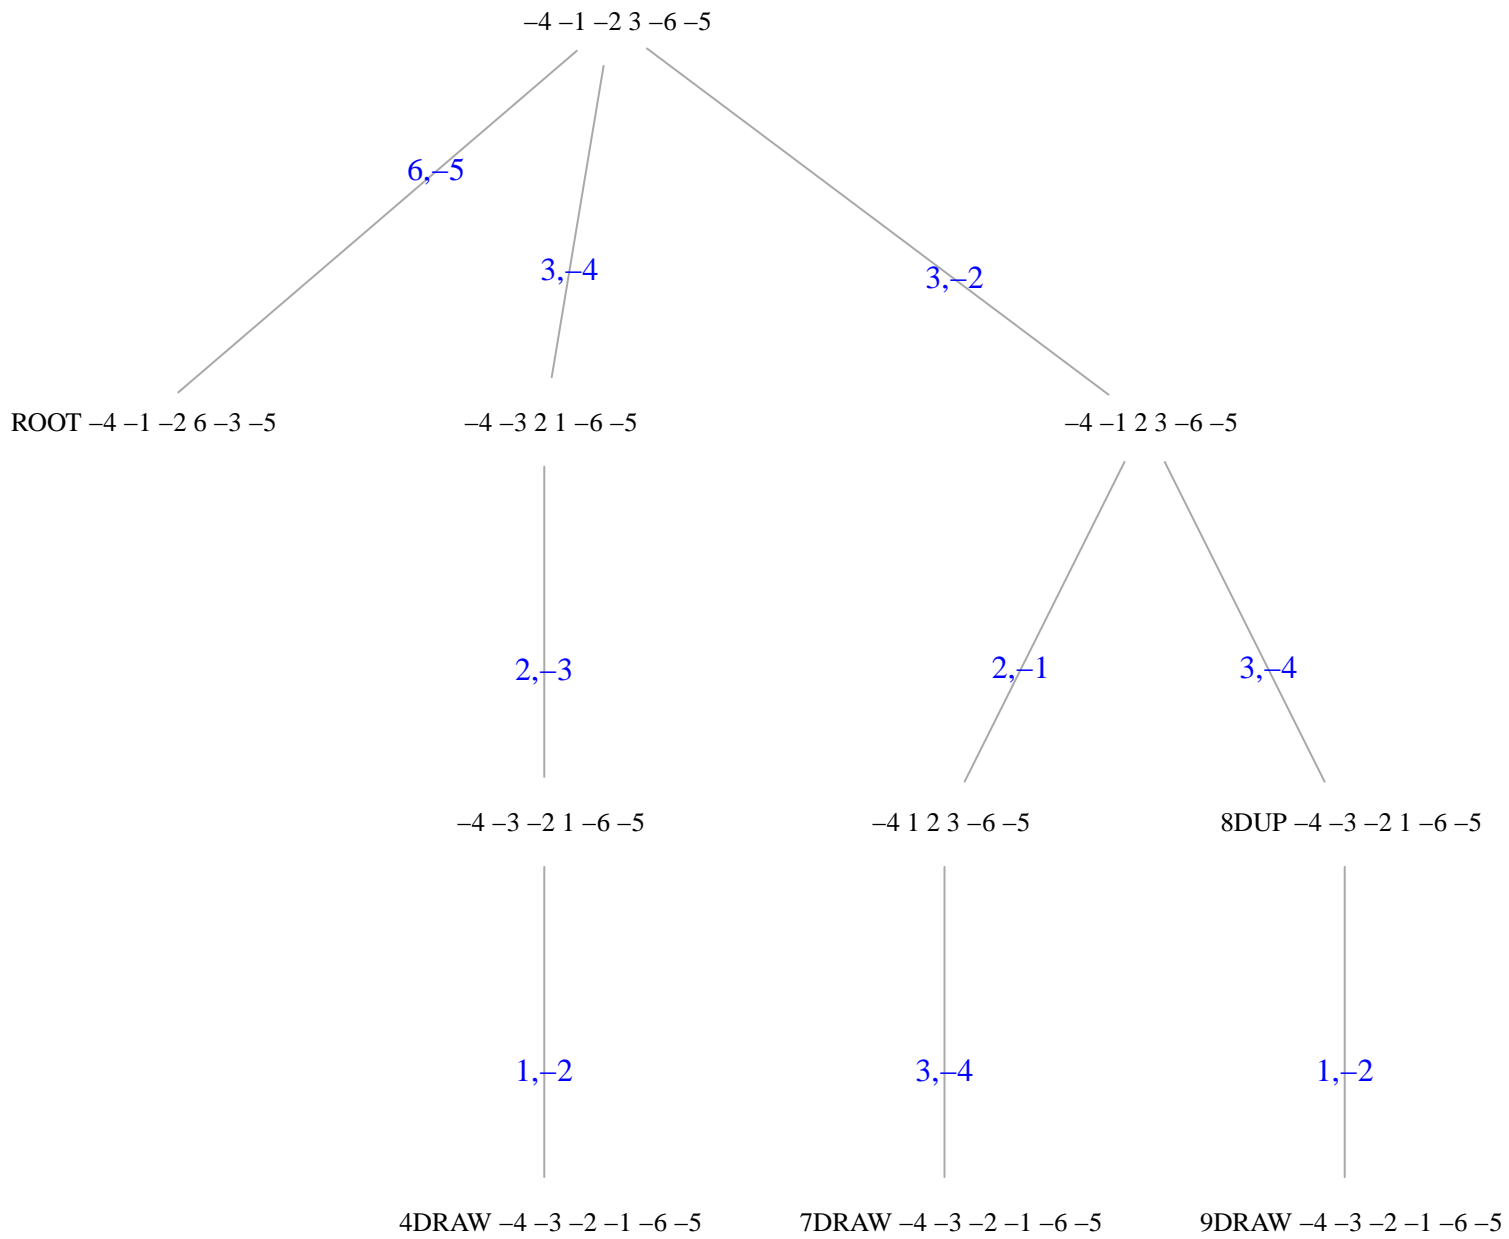 –4 –1 –2 3 –6 –5
6,–5
3,–4
3,–2
ROOT –4 –1 –2 6 –3 –5
–4 –3 2 1 –6 –5
–4 –1 2 3 –6 –5
2,–3
2,–1
3,–4
–4 –3 –2 1 –6 –5
–4 1 2 3 –6 –5
8DUP –4 –3 –2 1 –6 –5
1,–2
3,–4
1,–2
4DRAW –4 –3 –2 –1 –6 –5
7DRAW –4 –3 –2 –1 –6 –5
9DRAW –4 –3 –2 –1 –6 –5